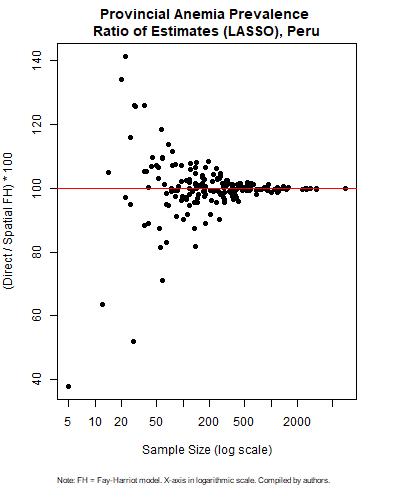 Provincial Anemia Prevalence
Ratio of Estimates (LASSO), Peru
(Direct / Spatial FH) * 100
140
120
100
80
60
40
5 10 20 50 200 500 2000
Sample Size (log scale)
Note: FH = Fay-Harriot model. X-axis in logarithmic scale. Compiled by authors.